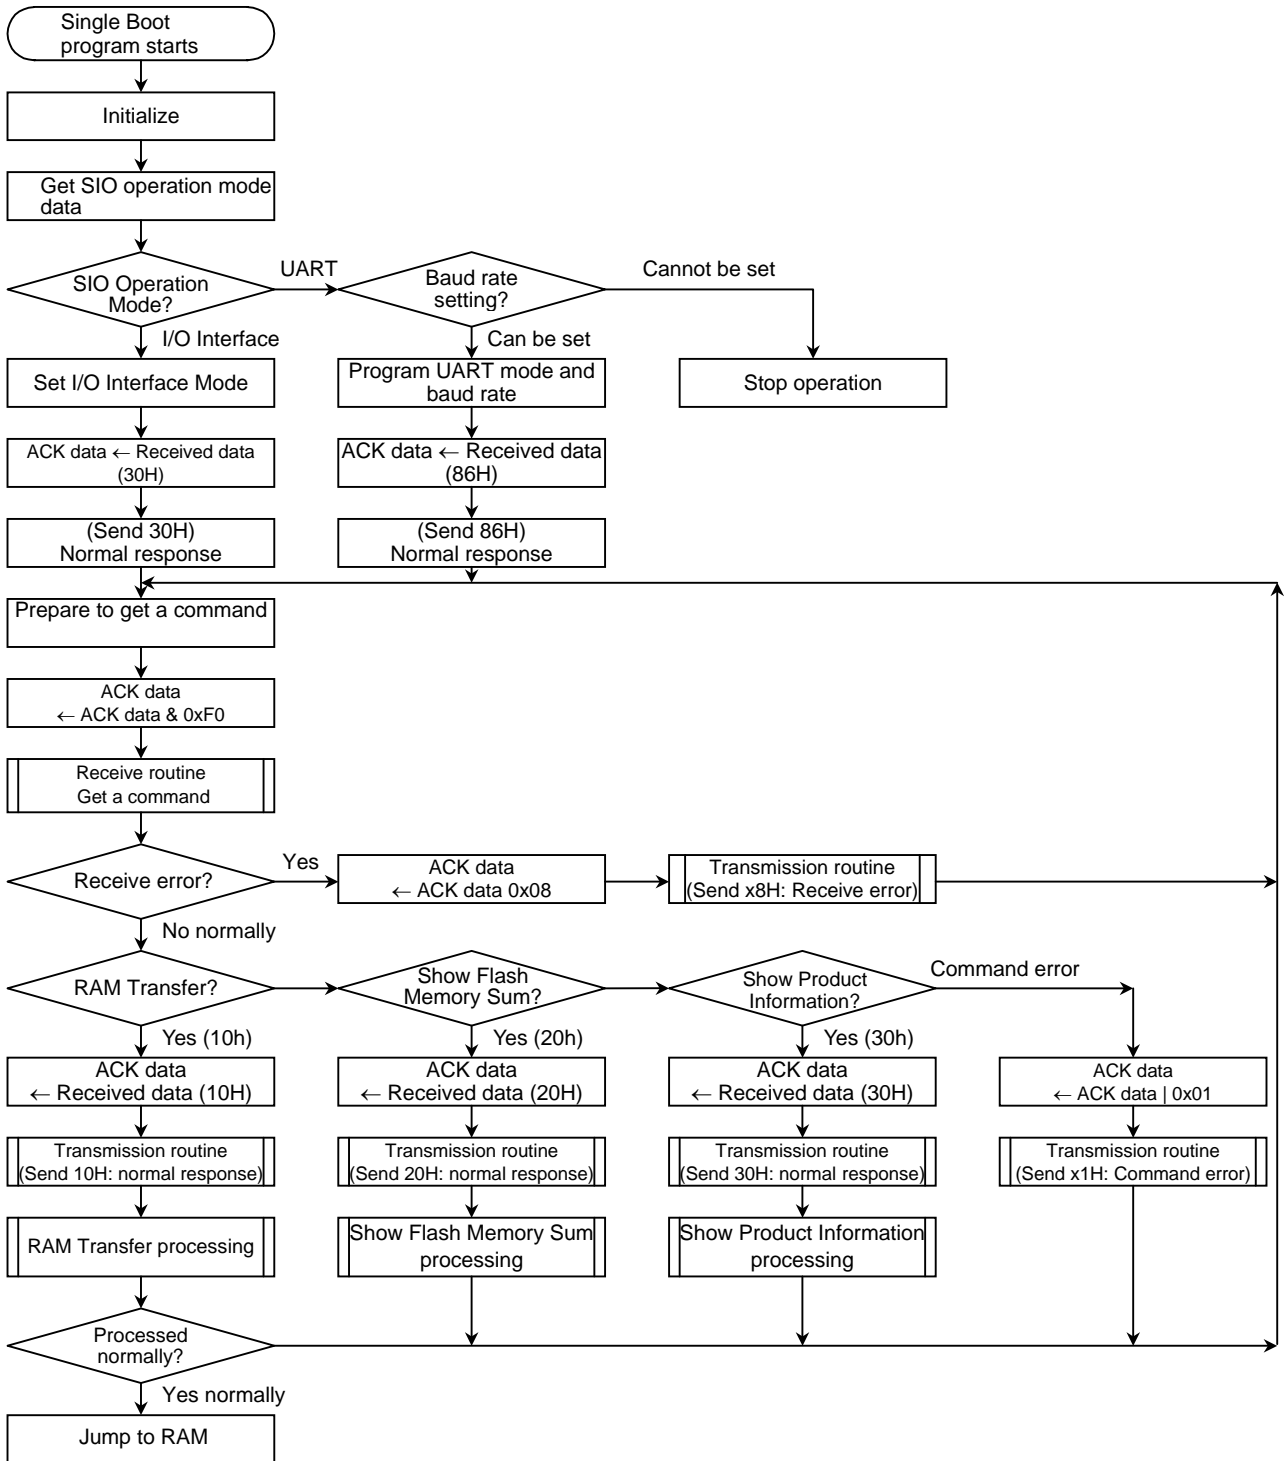 Single Boot
program starts
Initialize
Get SIO operation mode
data
SIO Operation
Mode?
UART
Baud rate
setting?
Cannot be set
I/O Interface
Can be set
Set I/O Interface Mode
Program UART mode and
baud rate
Stop operation
ACK data ← Received data
(30H)
ACK data ← Received data
(86H)
(Send 30H)
Normal response
(Send 86H)
Normal response
Prepare to get a command
ACK data
← ACK data & 0xF0
Receive routine
Get a command
Receive error?
Yes
ACK data
← ACK data 0x08
Transmission routine
(Send x8H: Receive error)
No normally
RAM Transfer?
Show Flash
Memory Sum?
Show Product
Information?
Command error
Yes (10h)
Yes (20h)
Yes (30h)
ACK data
← Received data (10H)
ACK data
← Received data (20H)
ACK data
← Received data (30H)
ACK data
← ACK data | 0x01
Transmission routine
(Send 10H: normal response)
Transmission routine
(Send 20H: normal response)
Transmission routine
(Send 30H: normal response)
Transmission routine
(Send x1H: Command error)
RAM Transfer processing
Show Flash Memory Sum
processing
Show Product Information
processing
Processed
normally?
Yes normally
Jump to RAM